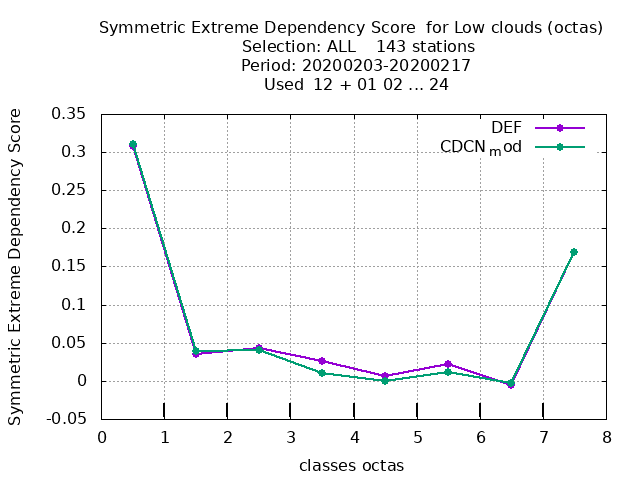 Symmetric Extreme Dependency Score  for Low clouds (octas)
Selection: ALL    143 stations
Period: 20200203-20200217
Used  12 + 01 02 ... 24
Symmetric Extreme Dependency Score
0.35
0.3
0.25
0.2
0.15
0.1
0.05
0
-0.05
DEF
CDCNmod
0 1 2 3 4 5 6 7 8
classes octas